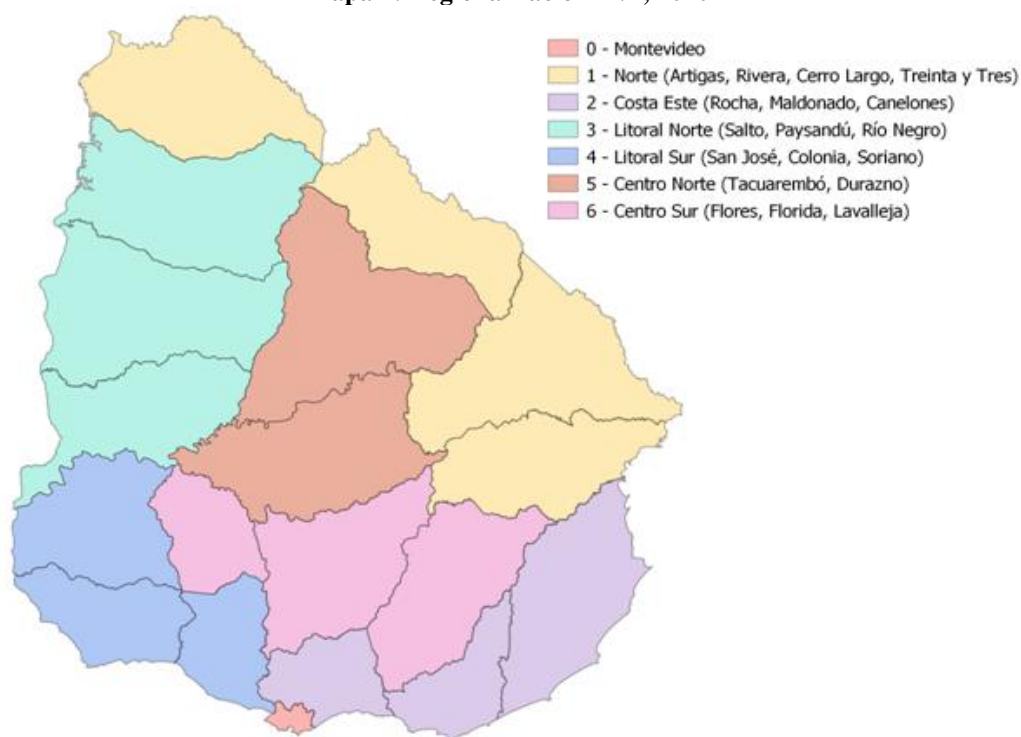 0 - Montevideo
1 - Norte (Artigas, Rivera, Cerro Largo, Treinta y Tres)
2 - Costa Este (Rocha, Maldonado, Canelones)
3 - Litoral Norte (Salto, Paysandú, Río Negro)
4 - Litoral Sur (San José, Colonia, Soriano)
5 - Centro Norte (Tacuarembó, Durazno)
6 - Centro Sur (Flores, Florida, Lavalleja)